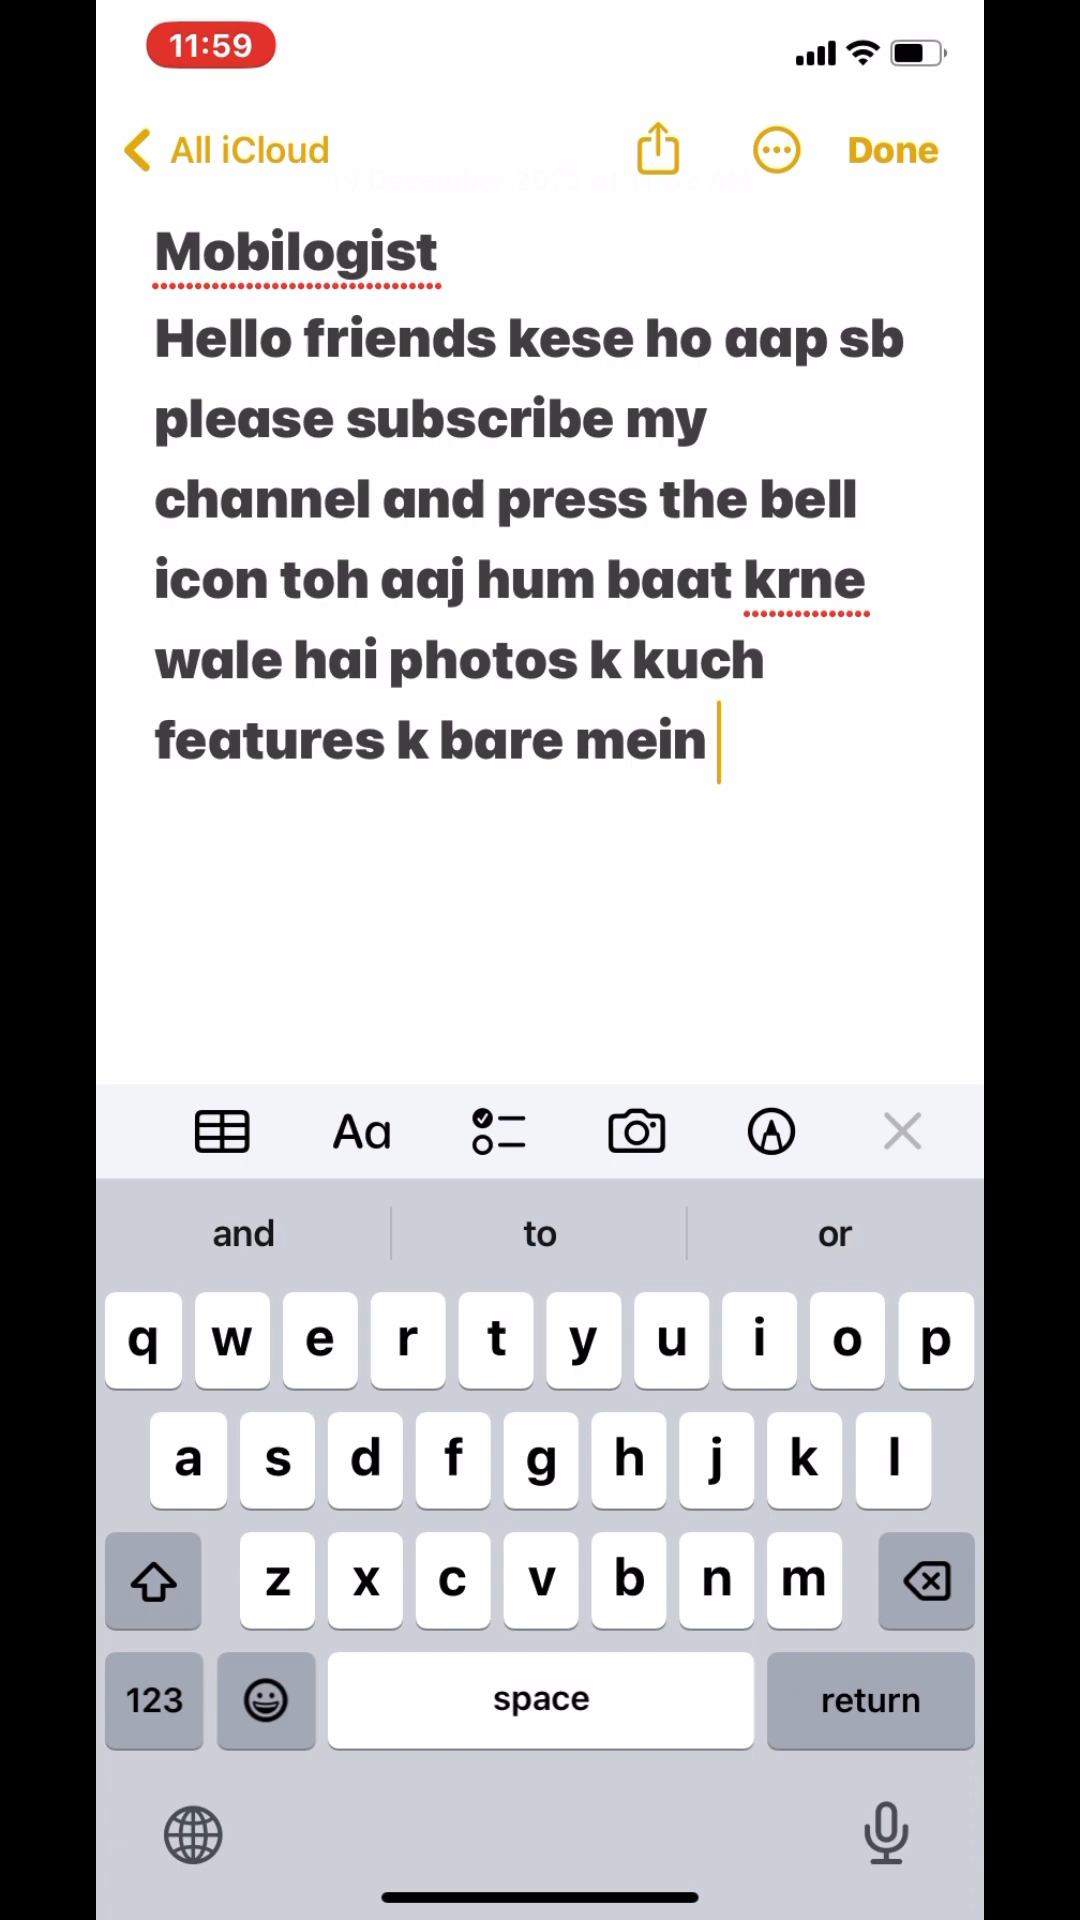 11:59
All iCloud
Done
Mobilogist
Hello friends kese ho aap sb
please subscribe my
channel and press the bell
icon toh aaj hum baat krne
wale hai photos k kuch
features k bare mein
Aa
and to or
q w e r t y u i o p
a s d f g h j k l
z x c v b n m
123 space return